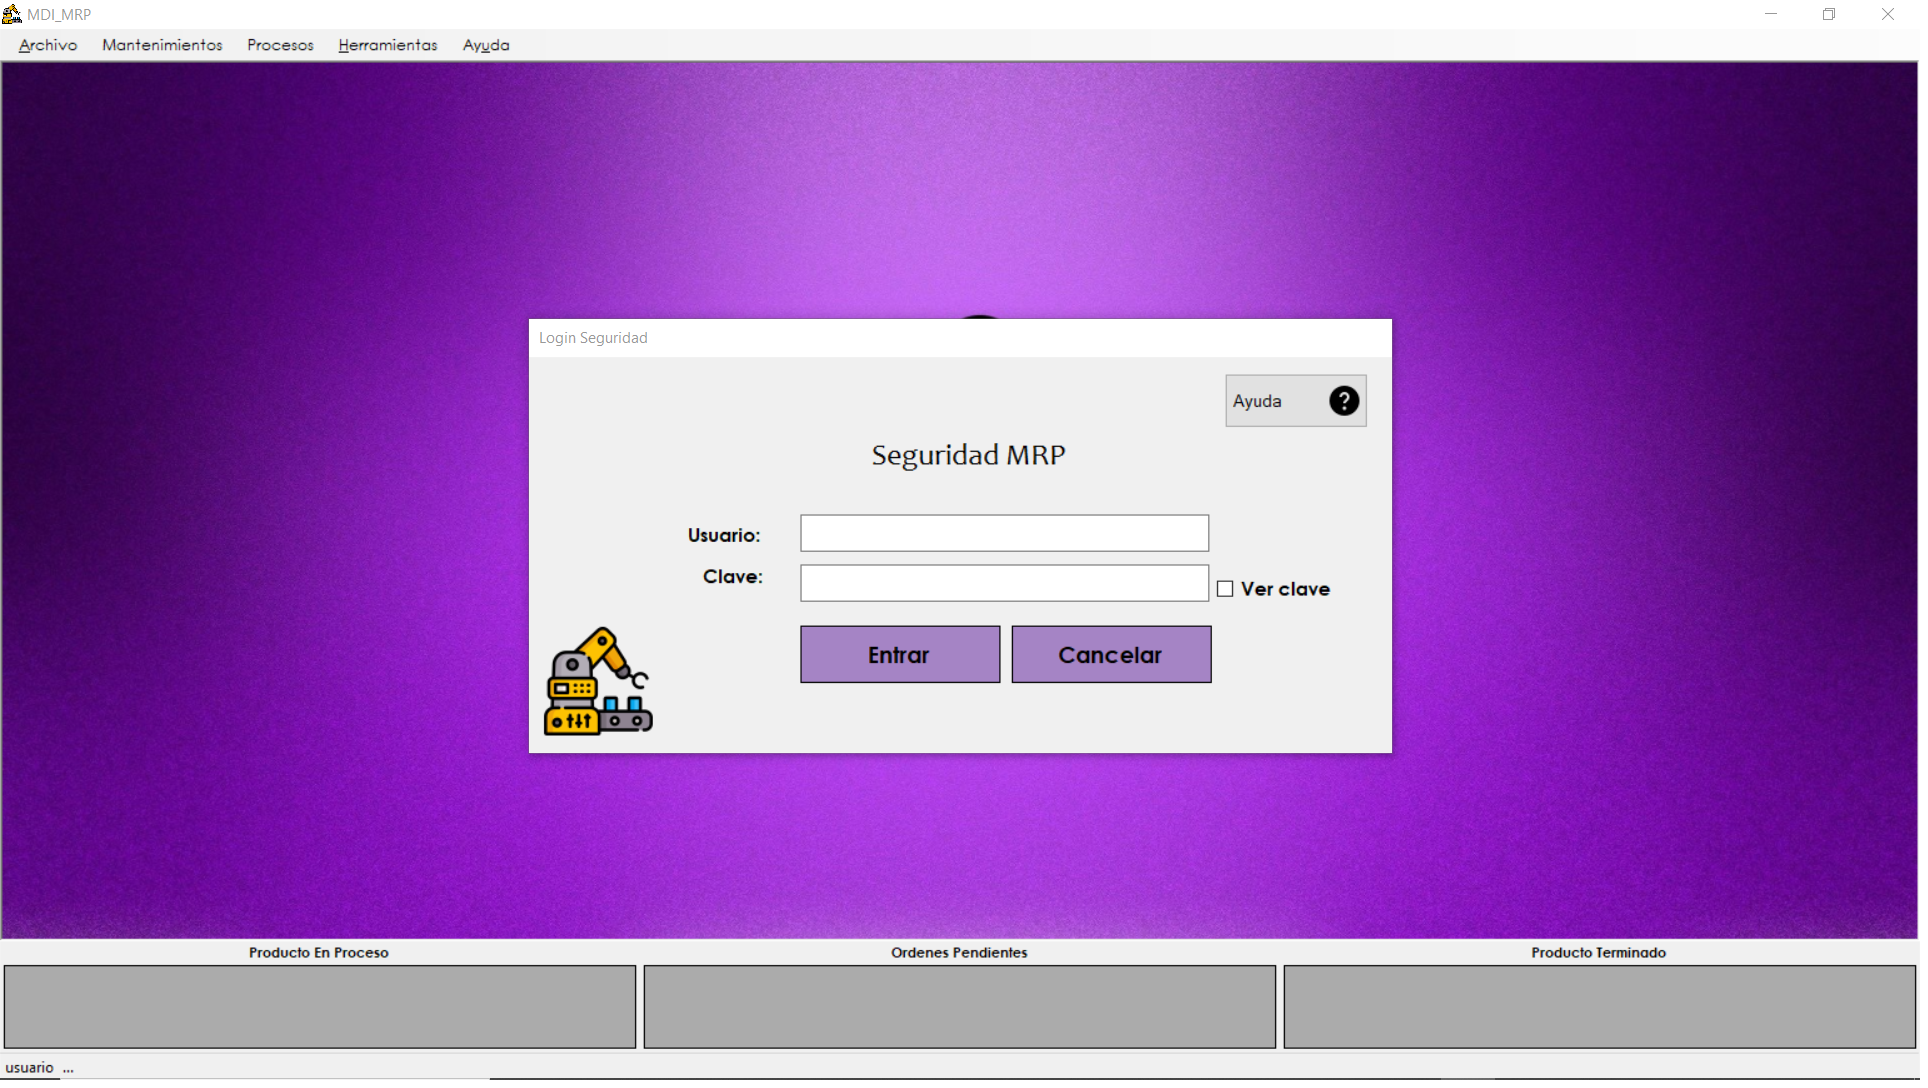 MDI_MRP
Archivo Mantenimientos Procesos Herramientas Ayuda
Login Seguridad
Ayuda ?
Seguridad MRP
Usuario:
Clave:
Ver clave
Entrar Cancelar
Producto En Proceso Ordenes Pendientes Producto Terminado
usuario ...